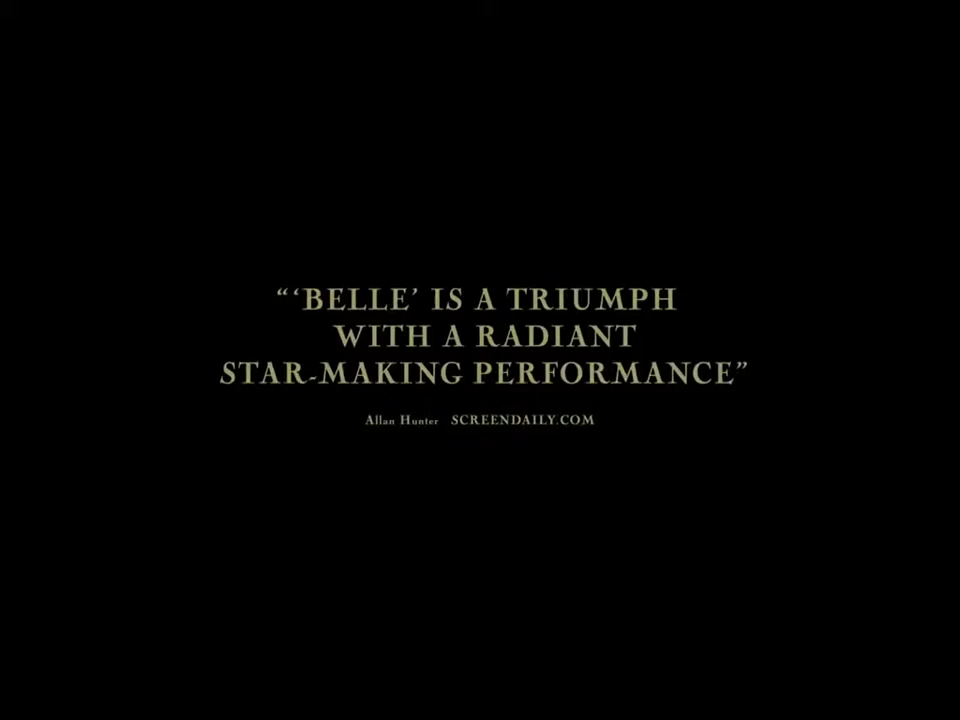 “‘BELLE’ IS A TRIUMPH
WITH A RADIANT
STAR-MAKING PERFORMANCE”
Allan Hunter SCREENDAILY.COM